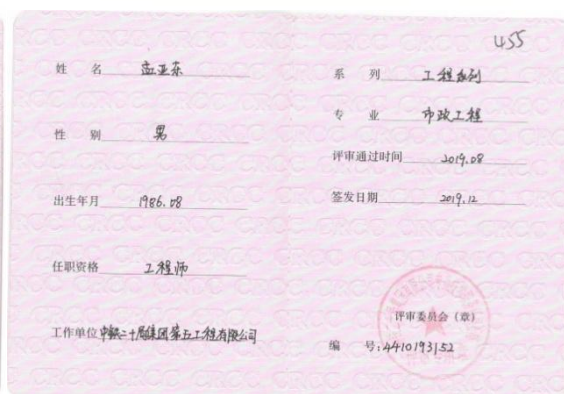 455
姓 名 孟亚东
性 别 男
出生年月 1986.08
任职资格 工程师
工作单位 中铁二十局集团第五工程有限公司
系 列 工程系列
专 业 市政工程
评审通过时间 2019.08
签发日期 2019.12
评审委员会（章）
编 号：4410193152